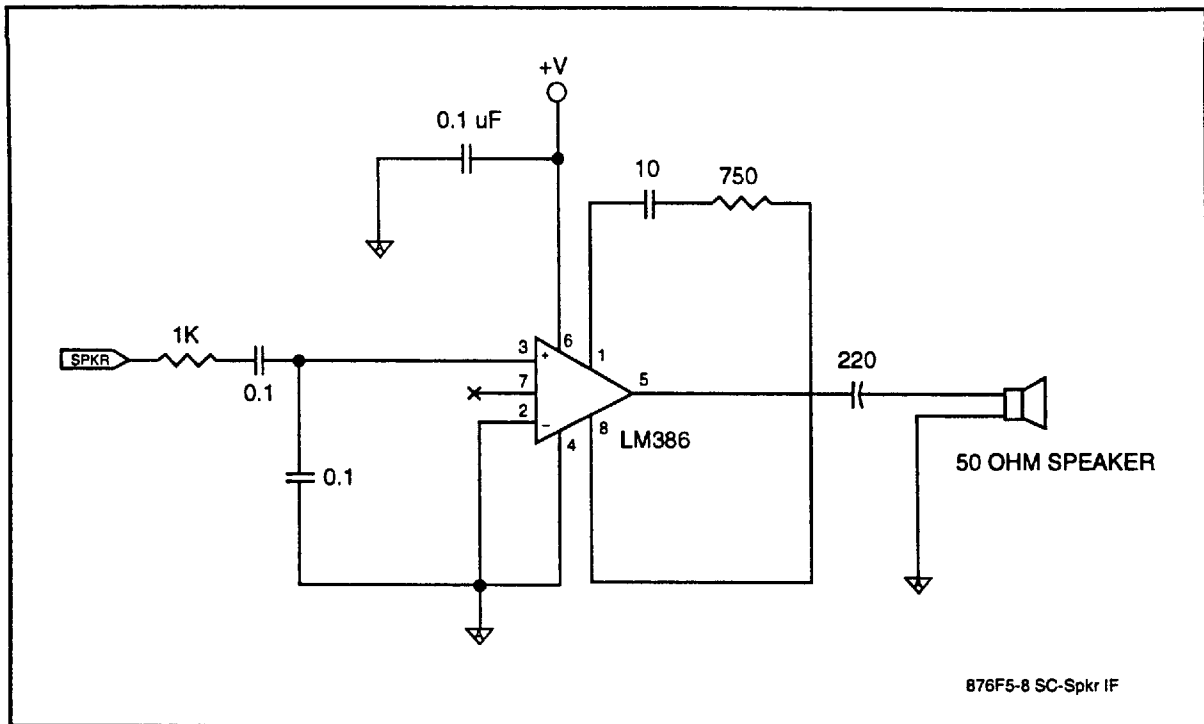 +V
0.1 uF
10
750
1K
SPKR
0.1
3
+
6
1
7
2
−
4
5
8
LM386
220
0.1
50 OHM SPEAKER
876F5-8 SC-Spkr IF